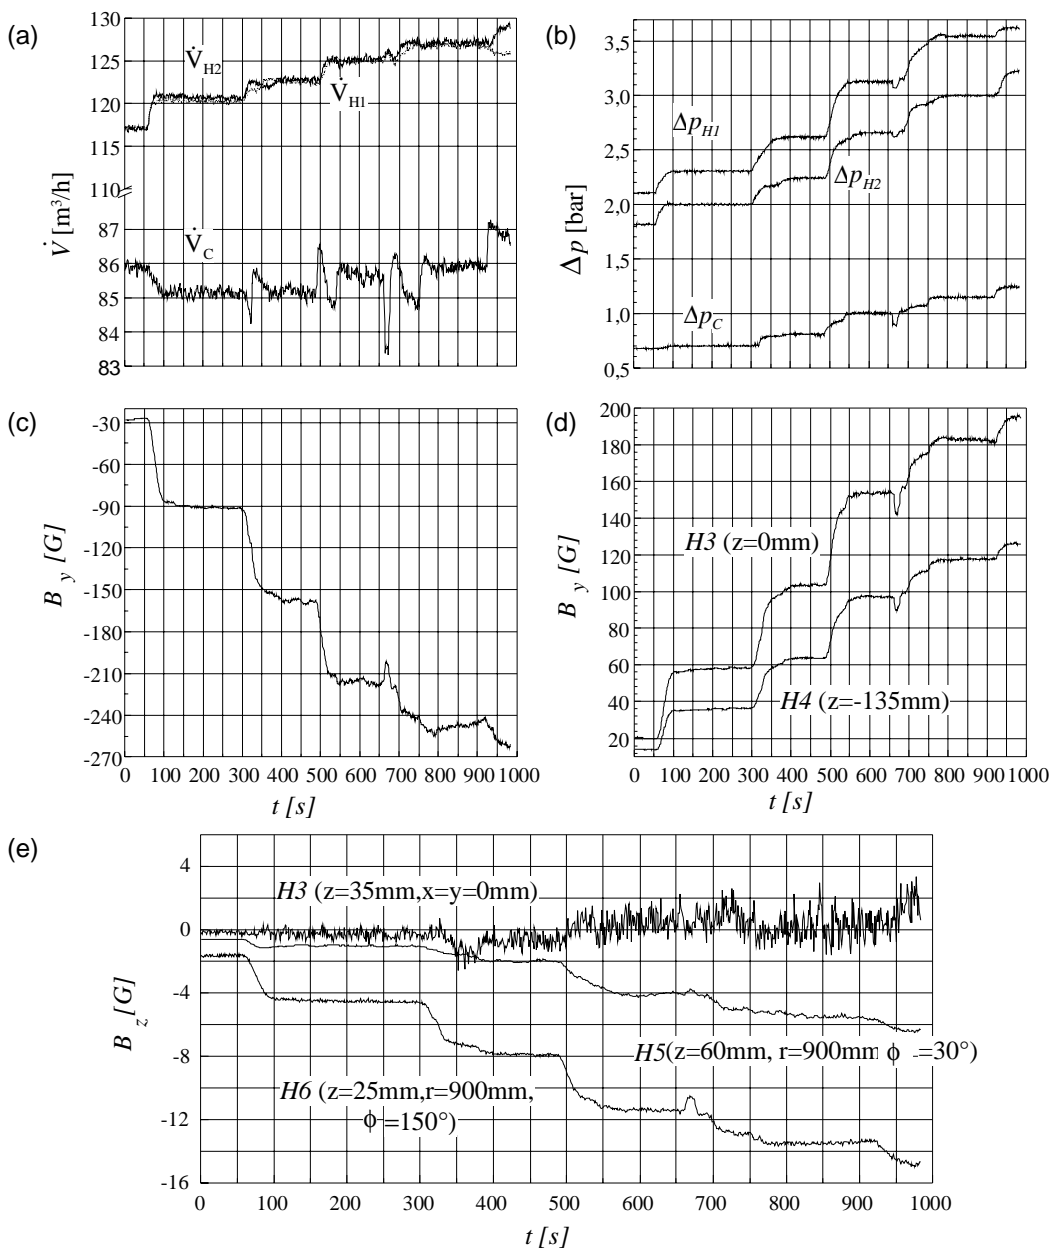 (a)
130
125
120
115
110
87
86
85
84
83
V̇ [m³/h]
V̇H2
V̇H1
V̇C
(b)
3,5
3,0
2,5
2,0
1,0
0,5
Δp [bar]
ΔpH1
ΔpH2
ΔpC
(c)
-30
-60
-90
-120
-150
-180
-210
-240
-270
B y [G]
0 100 200 300 400 500 600 700 800 900 1000
t [s]
(d)
200
180
160
140
120
100
80
60
40
20
B y [G]
H3 (z=0mm)
H4 (z=-135mm)
0 100 200 300 400 500 600 700 800 900 1000
t [s]
(e)
4
0
-4
-8
-12
-16
B z [G]
H3 (z=35mm,x=y=0mm)
H5(z=60mm, r=900mm ϕ =30°)
H6 (z=25mm,r=900mm,
ϕ =150°)
0 100 200 300 400 500 600 700 800 900 1000
t [s]